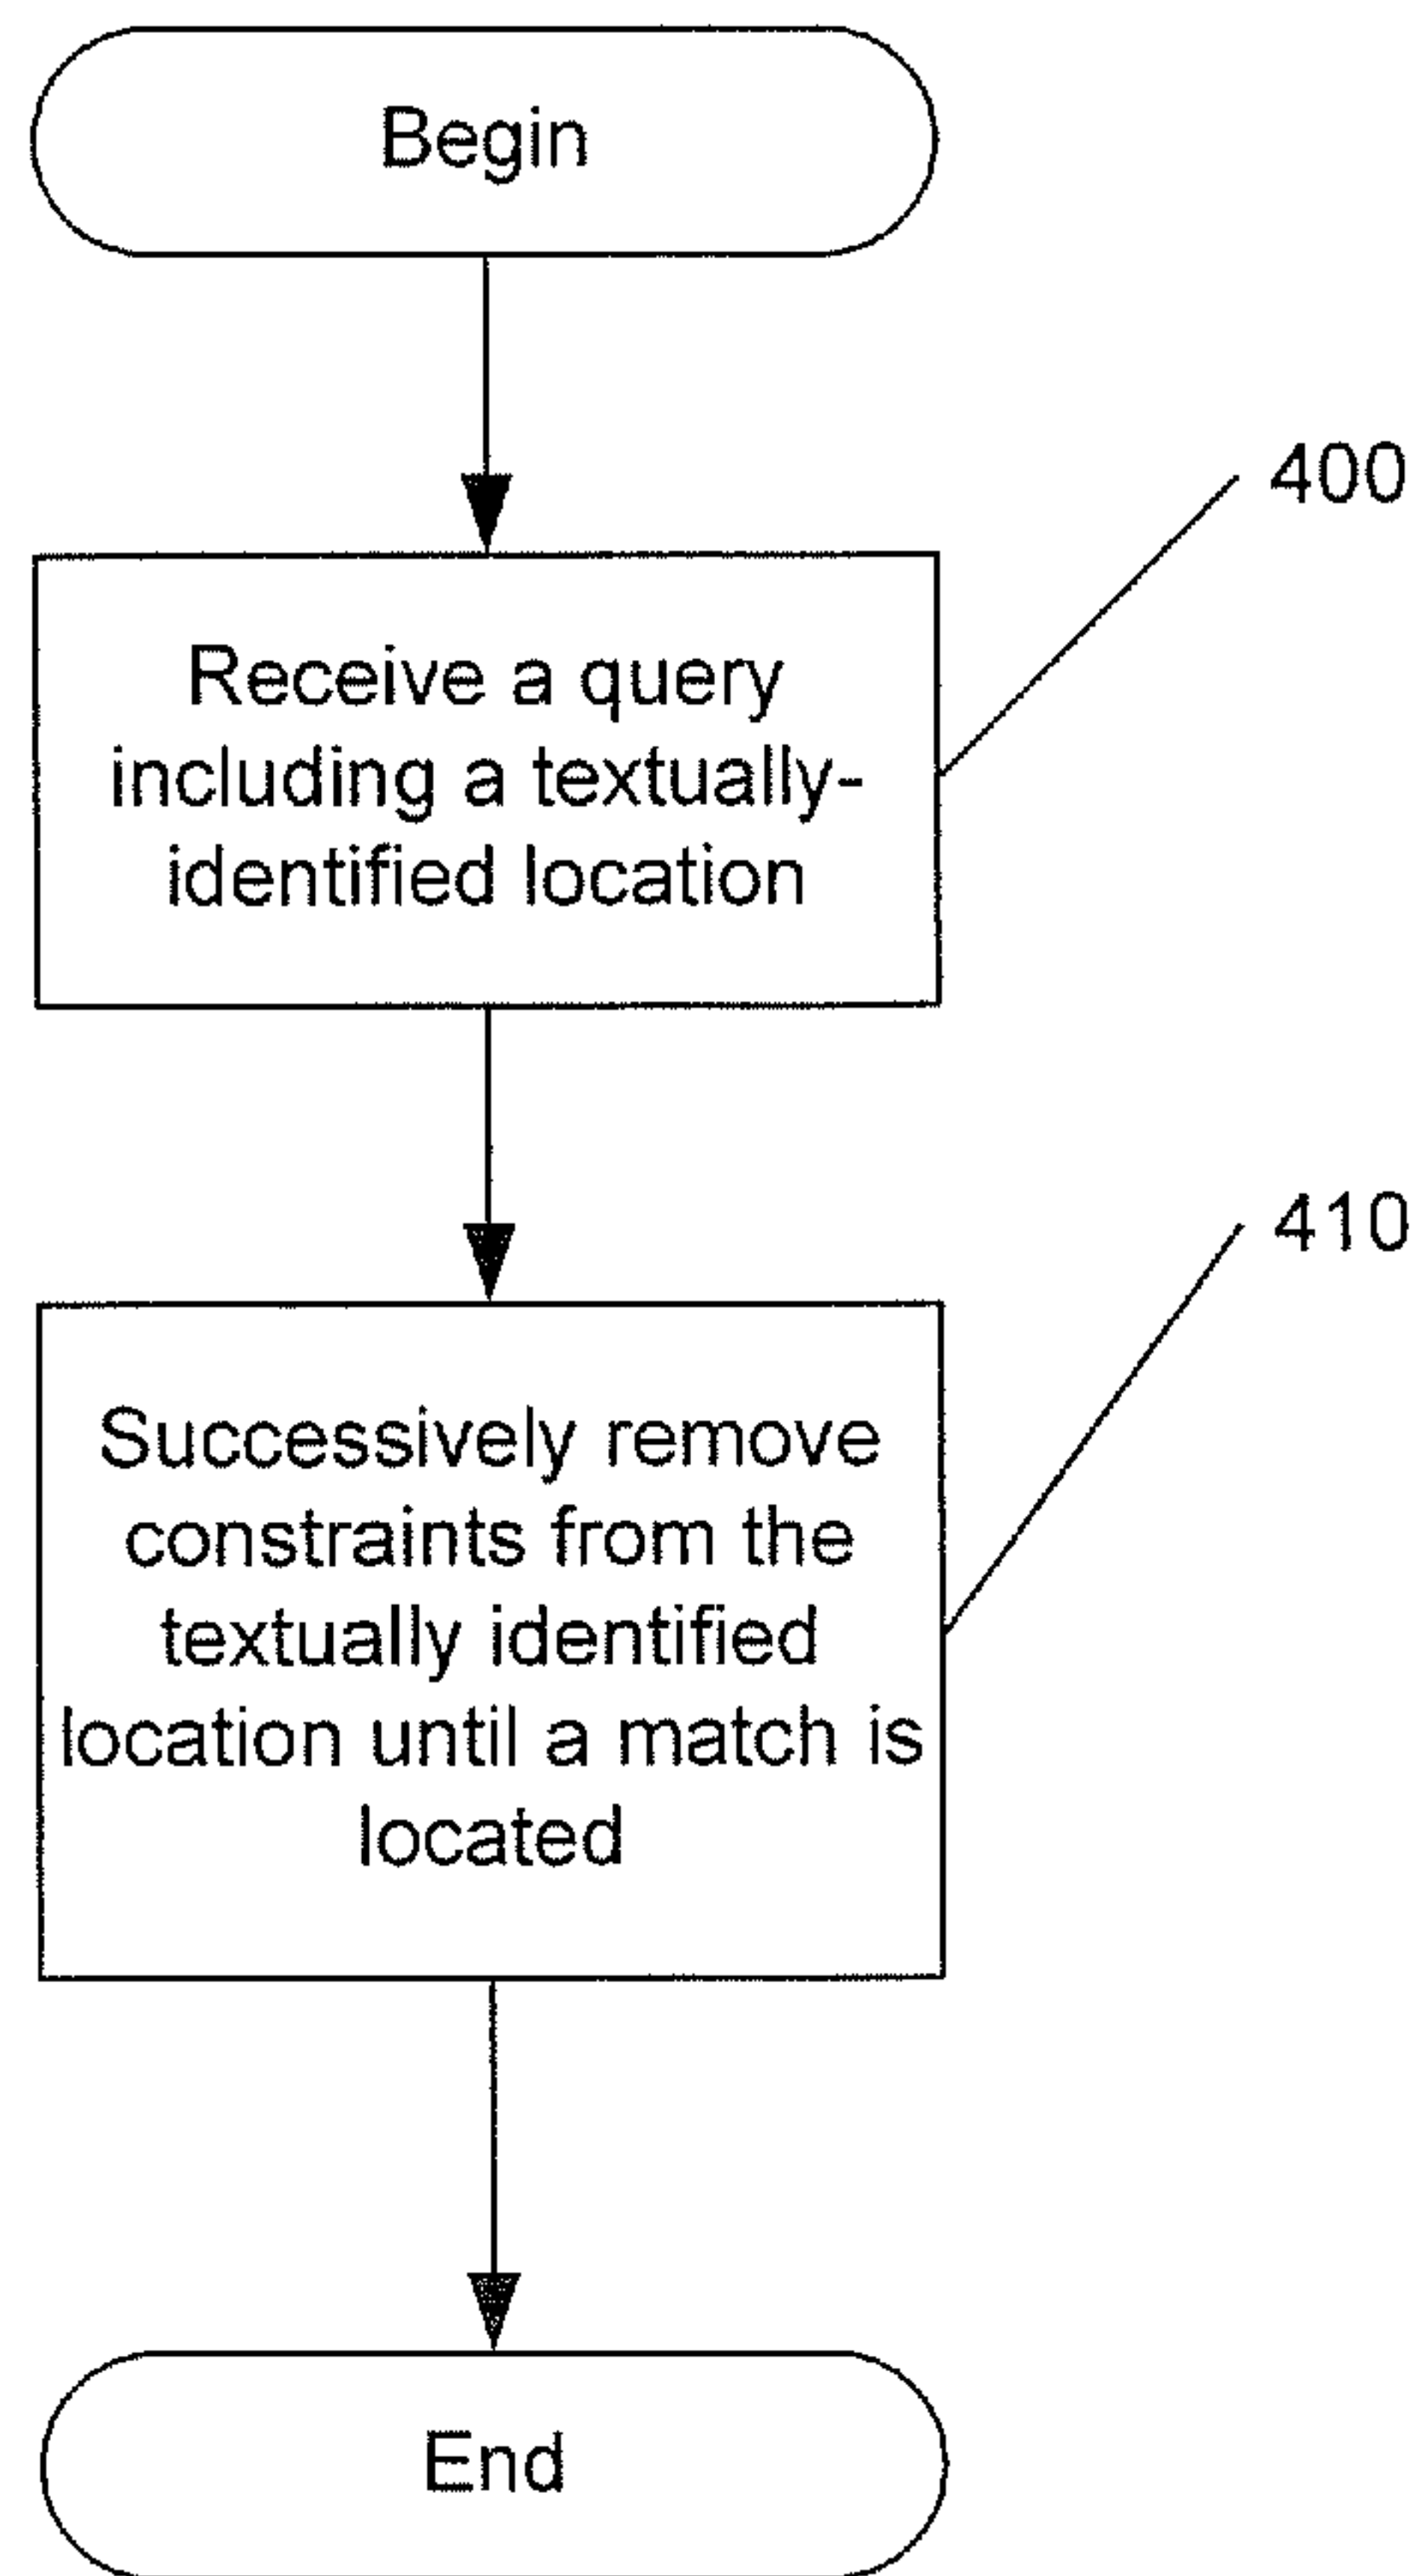 Begin
400
Receive a query
including a textually-
identified location
410
Successively remove
constraints from the
textually identified
location until a match is
located
End